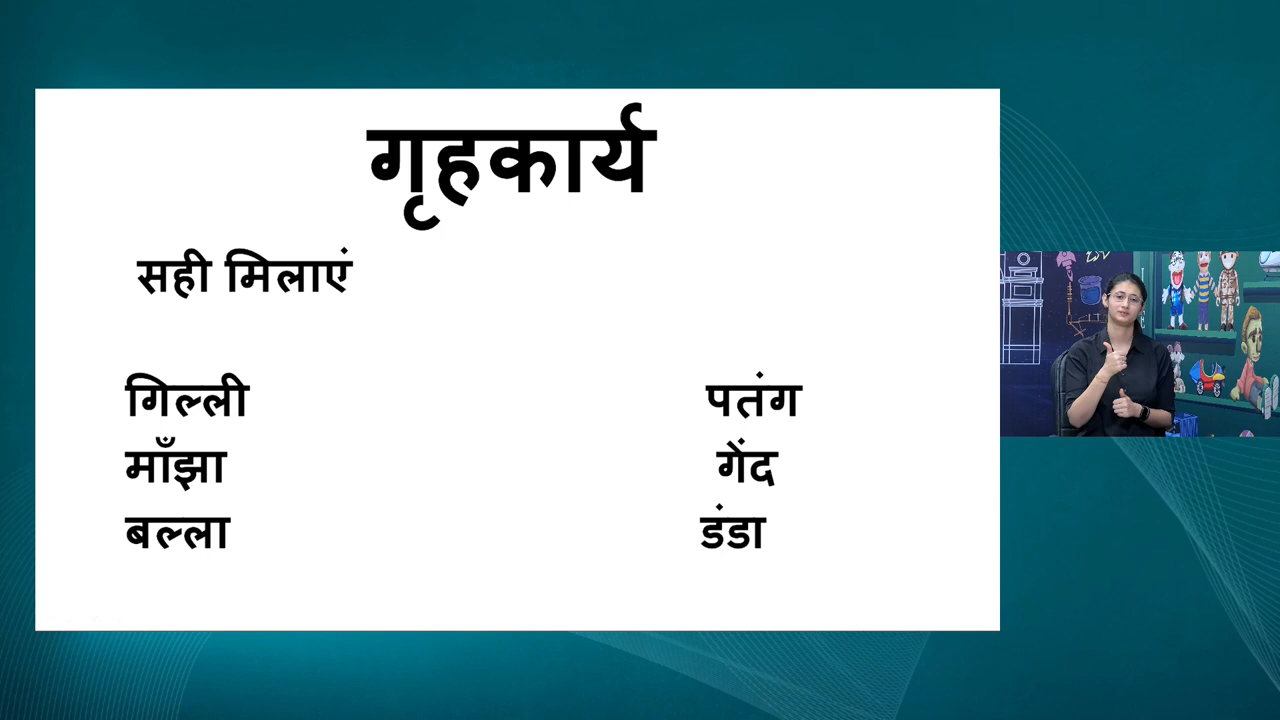 गृहकार्य
सही मिलाएं
गिल्ली पतंग
माँझा गेंद
बल्ला डंडा